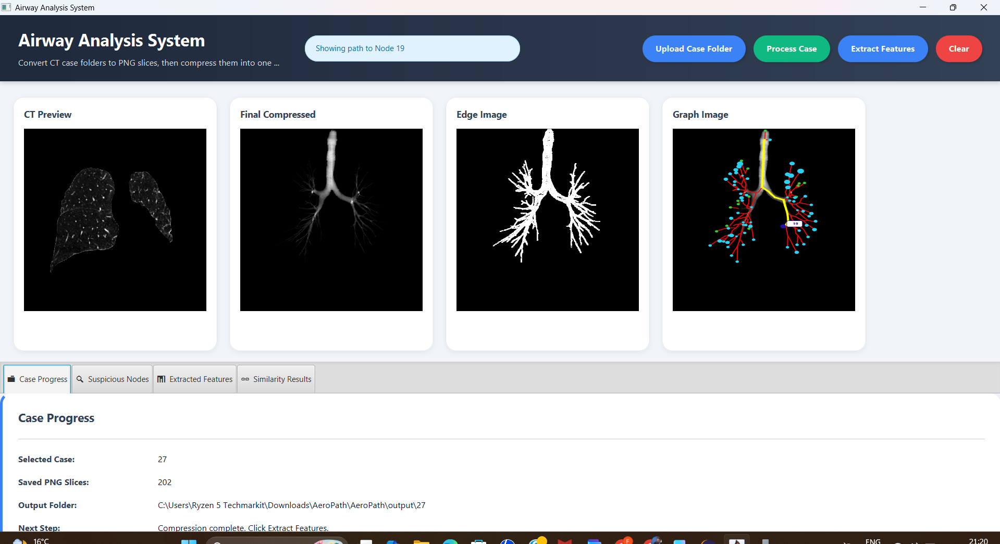 Airway Analysis System
Airway Analysis System
Convert CT case folders to PNG slices, then compress them into one ...
Showing path to Node 19
Upload Case Folder
Process Case
Extract Features
Clear
CT Preview
Final Compressed
Edge Image
Graph Image
19
Case Progress
Suspicious Nodes
Extracted Features
Similarity Results
Case Progress
Selected Case: 27
Saved PNG Slices: 202
Output Folder: C:\Users\Ryzen 5 Techmarkit\Downloads\AeroPath\AeroPath\output\27
Next Step: Compression complete. Click Extract Features.
16°C
F
ENG
21:20